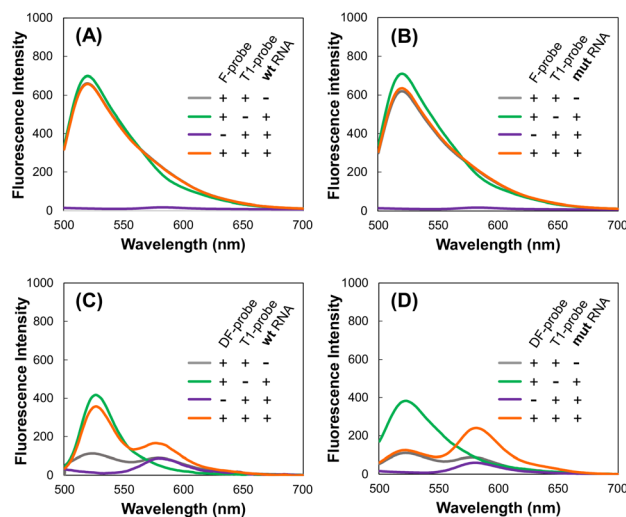 (A)
F-probe
T1-probe
wt RNA
+ + -
+ - +
- + +
+ + +
1000
800
600
400
200
0
500 550 600 650 700
Fluorescence Intensity
Wavelength (nm)
(B)
F-probe
T1-probe
mut RNA
+ + -
+ - +
- + +
+ + +
1000
800
600
400
200
0
500 550 600 650 700
Fluorescence intensity
Wavelength (nm)
(C)
DF-probe
T1-probe
wt RNA
+ + -
+ - +
- + +
+ + +
1000
800
600
400
200
0
500 550 600 650 700
Fluorescence Intensity
Wavelength (nm)
(D)
DF-probe
T1-probe
mut RNA
+ + -
+ - +
- + +
+ + +
1000
800
600
400
200
0
500 550 600 650 700
Fluorescence Intensity
Wavelength (nm)